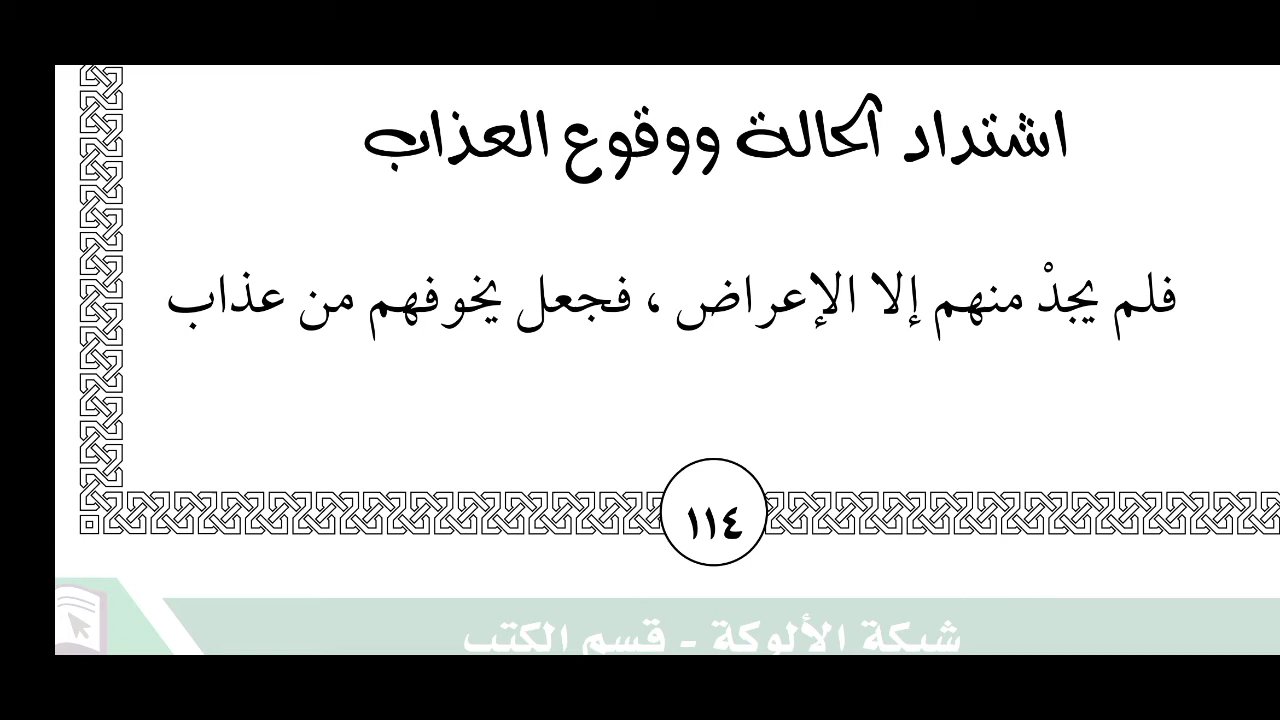 اشتداد الحالة ووقوع العذاب
فلم يجدْ منهم إلا الإعراض ، فجعل يخوفهم من عذاب
١١٤
شبكة الألوكة - قسم الكتب